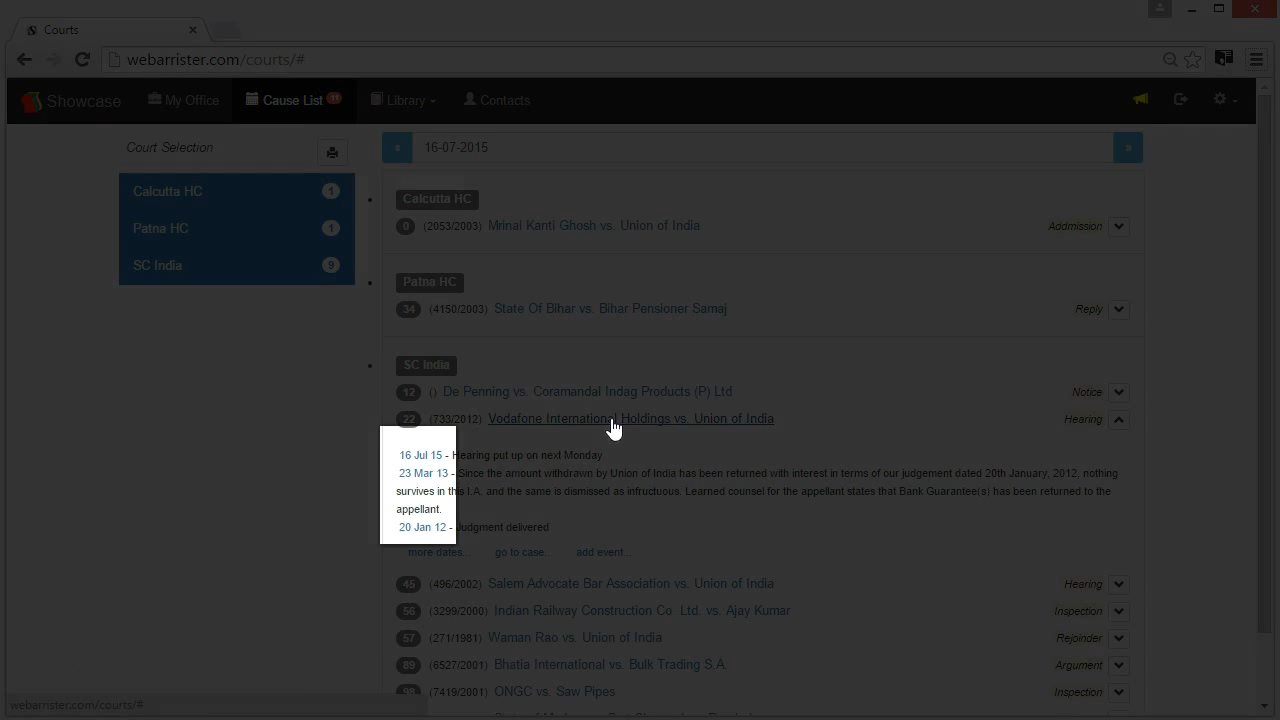 Courts
webarrister.com/courts/#
Showcase My Office Cause List 11 Library Contacts
Court Selection
Calcutta HC 1
Patna HC 1
SC India 9
« 16-07-2015 »
Calcutta HC
0 (2053/2003) Mrinal Kanti Ghosh vs. Union of India Addmission
Patna HC
34 (4150/2003) State Of Bihar vs. Bihar Pensioner Samaj Reply
SC India
12 () De Penning vs. Coramandal Indag Products (P) Ltd Notice
22 (733/2012) Vodafone International Holdings vs. Union of India Hearing
16 Jul 15 - Hearing put up on next Monday
23 Mar 13 - Since the amount withdrawn by Union of India has been returned with interest in terms of our judgement dated 20th January, 2012, nothing
survives in this I.A. and the same is dismissed as infructuous. Learned counsel for the appellant states that Bank Guarantee(s) has been returned to the
appellant.
20 Jan 12 - Judgment delivered
more dates... go to case... add event...
45 (496/2002) Salem Advocate Bar Association vs. Union of India Hearing
56 (3299/2000) Indian Railway Construction Co. Ltd. vs. Ajay Kumar Inspection
57 (271/1981) Waman Rao vs. Union of India Rejoinder
89 (6527/2001) Bhatia International vs. Bulk Trading S.A. Argument
98 (7419/2001) ONGC vs. Saw Pipes Inspection
webarrister.com/courts/#